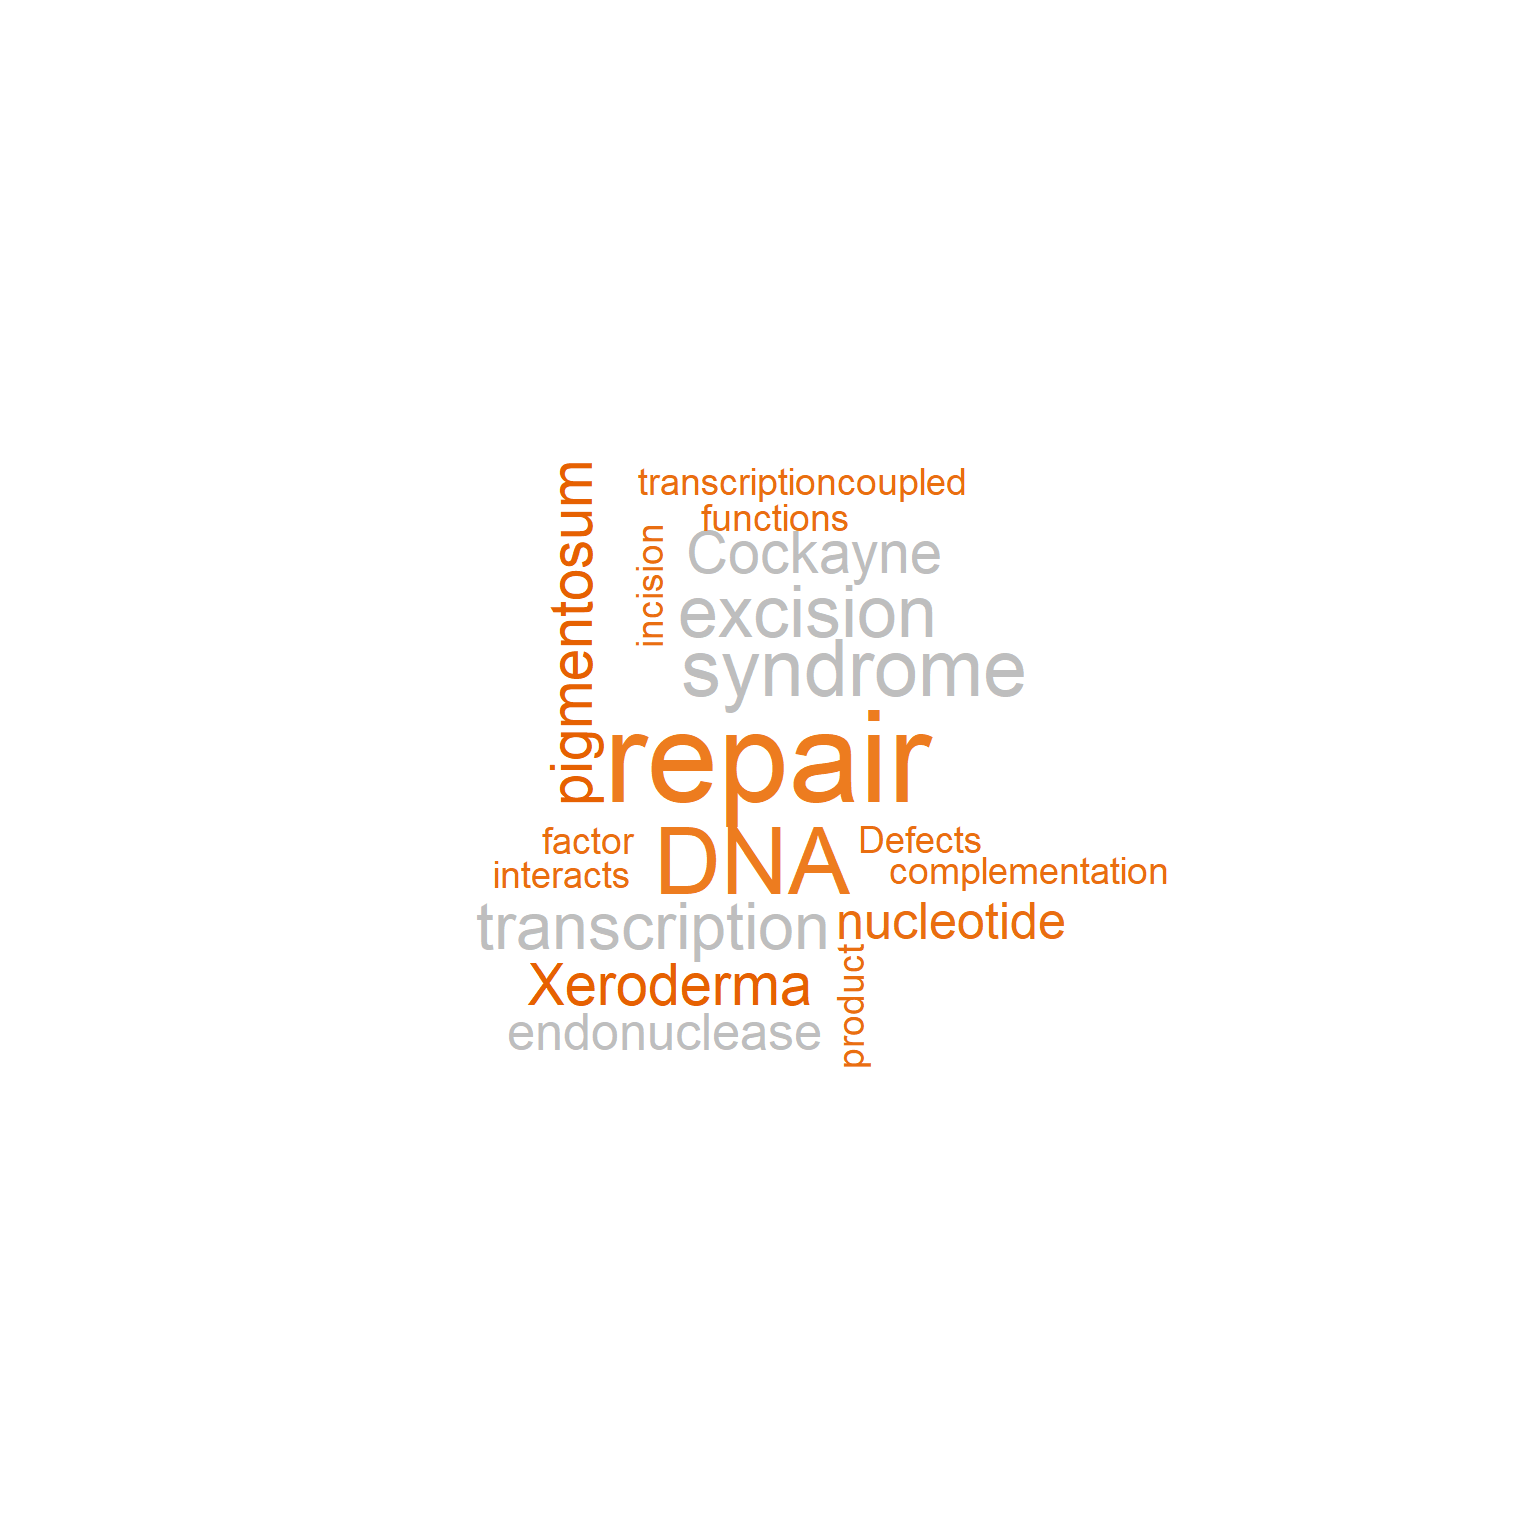 pigmentosum
transcriptioncoupled
functions
incision
Cockayne
excision
syndrome
repair
factor
DNA
Defects
interacts
complementation
transcription
nucleotide
product
Xeroderma
endonuclease